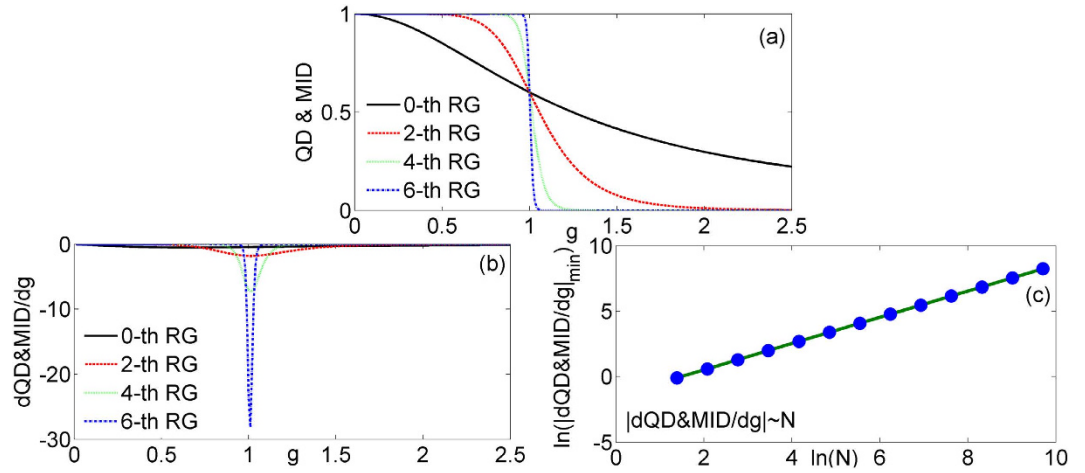 (a)
QD & MID
1
0.5
0
0-th RG
2-th RG
4-th RG
6-th RG
0 0.5 1 1.5 2 2.5
g
(b)
dQD&MID/dg
0
-10
-20
-30
0-th RG
2-th RG
4-th RG
6-th RG
0 0.5 1 1.5 2 2.5
g
(c)
ln(|dQD&MID/dg|min)
10
5
0
-5
|dQD&MID/dg|~N
0 2 4 6 8 10
ln(N)